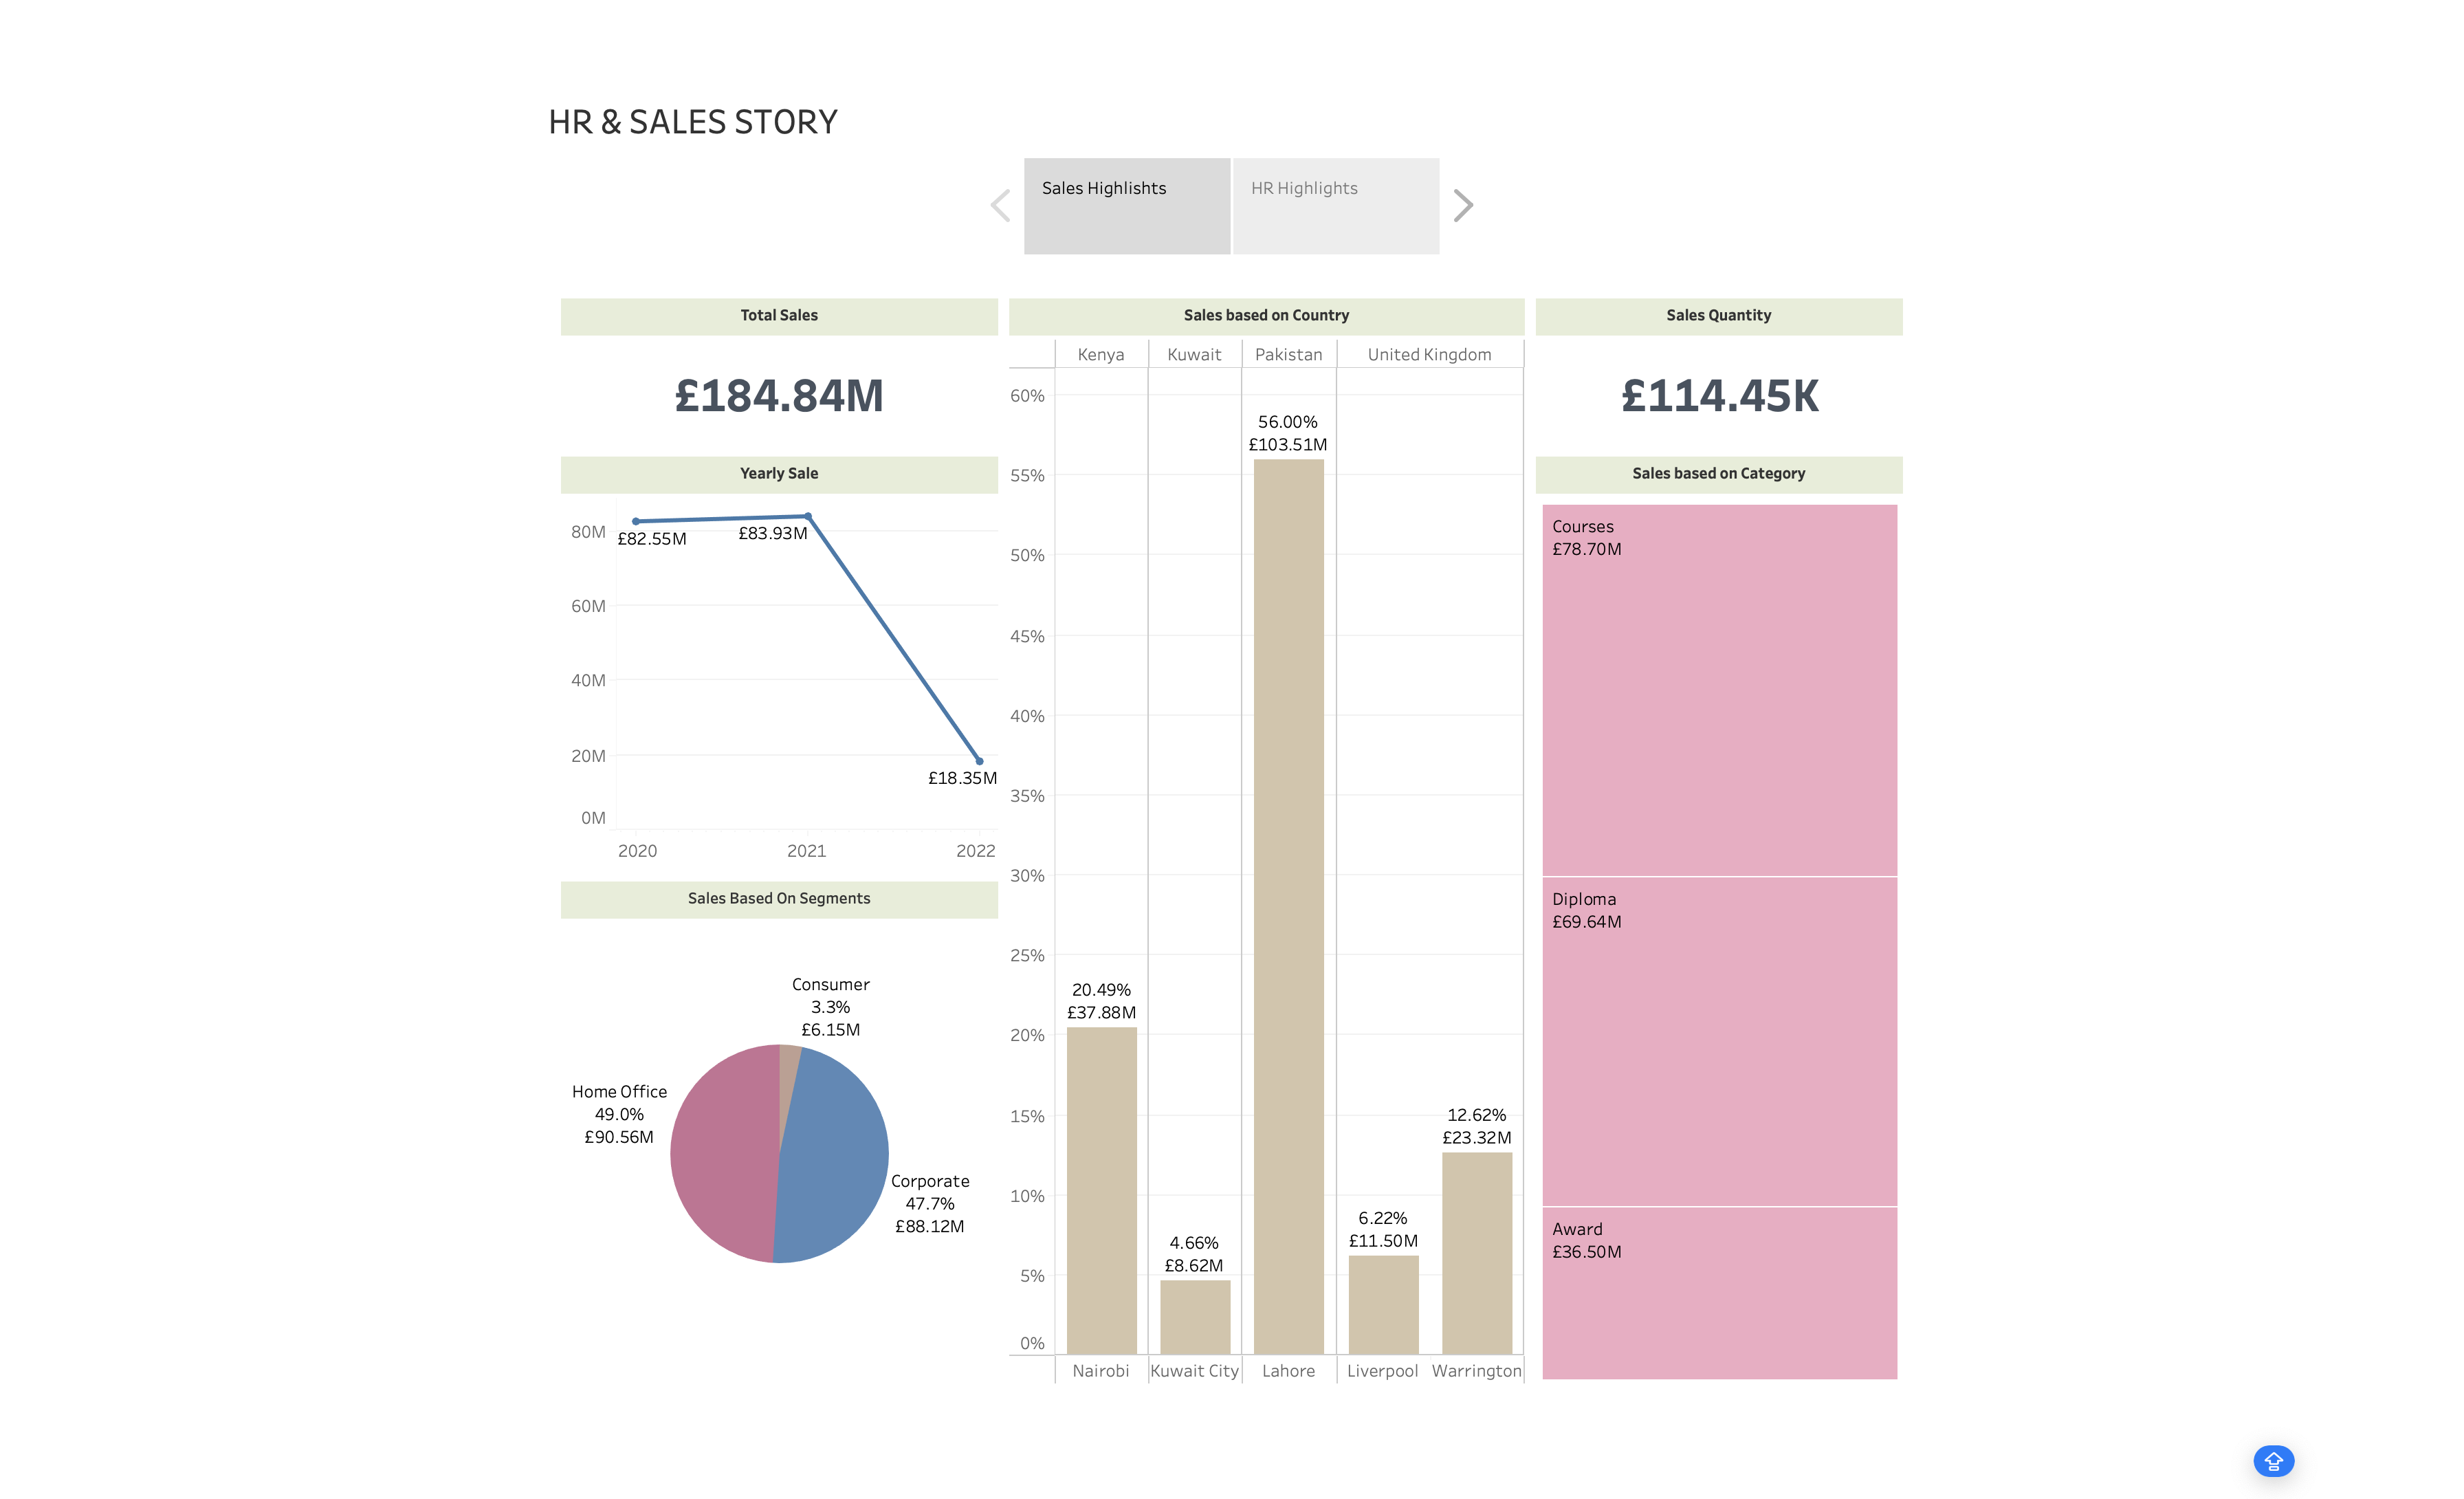 HR & SALES STORY
Sales Highlishts
HR Highlights
Total Sales
£184.84M
Yearly Sale
80M
60M
40M
20M
0M
£82.55M
£83.93M
£18.35M
2020
2021
2022
Sales Based On Segments
Consumer
3.3%
£6.15M
Home Office
49.0%
£90.56M
Corporate
47.7%
£88.12M
Sales based on Country
Kenya
Kuwait
Pakistan
United Kingdom
60%
55%
50%
45%
40%
35%
30%
25%
20%
15%
10%
5%
0%
20.49%
£37.88M
4.66%
£8.62M
56.00%
£103.51M
6.22%
£11.50M
12.62%
£23.32M
Nairobi
Kuwait City
Lahore
Liverpool
Warrington
Sales Quantity
£114.45K
Sales based on Category
Courses
£78.70M
Diploma
£69.64M
Award
£36.50M